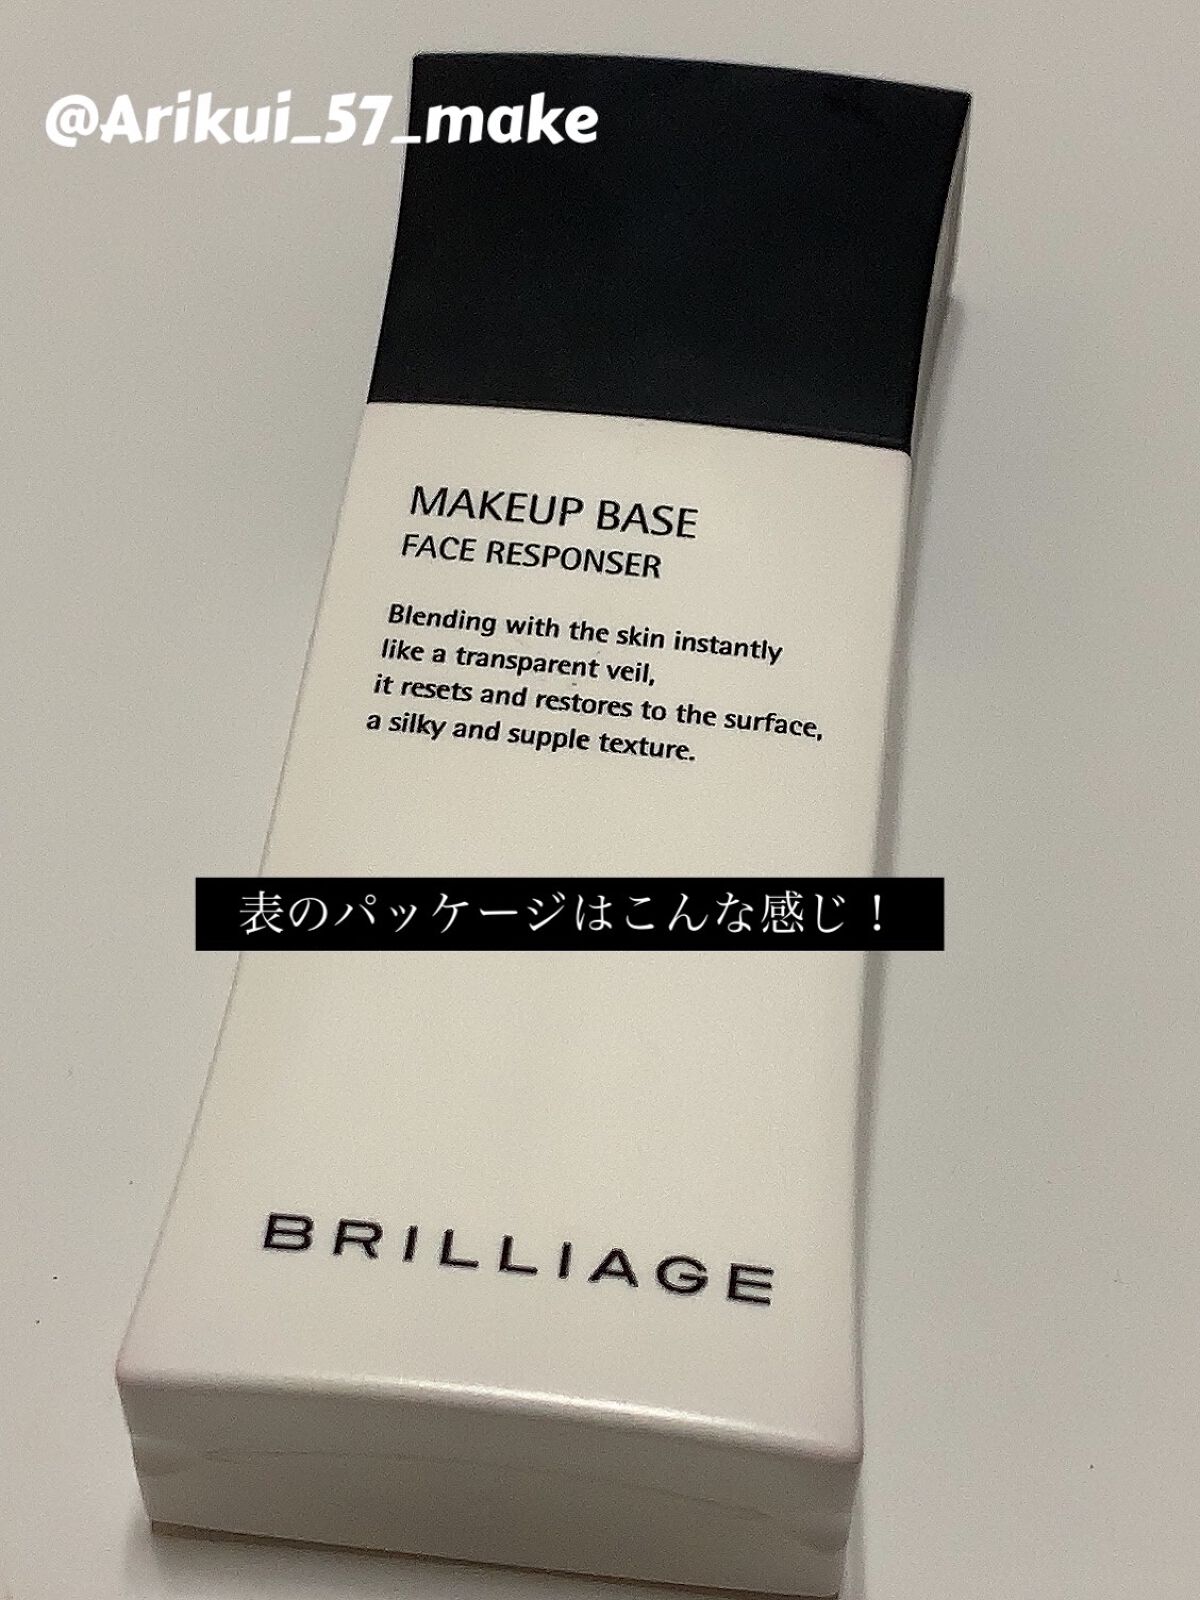 @Arikui_57_make
MAKEUP BASE
FACE RESPONSER
Blending with the skin instantly
like a transparent veil,
it resets and restores to the surface,
a silky and supple texture.
表のパッケージはこんな感じ！
BRILLIAGE